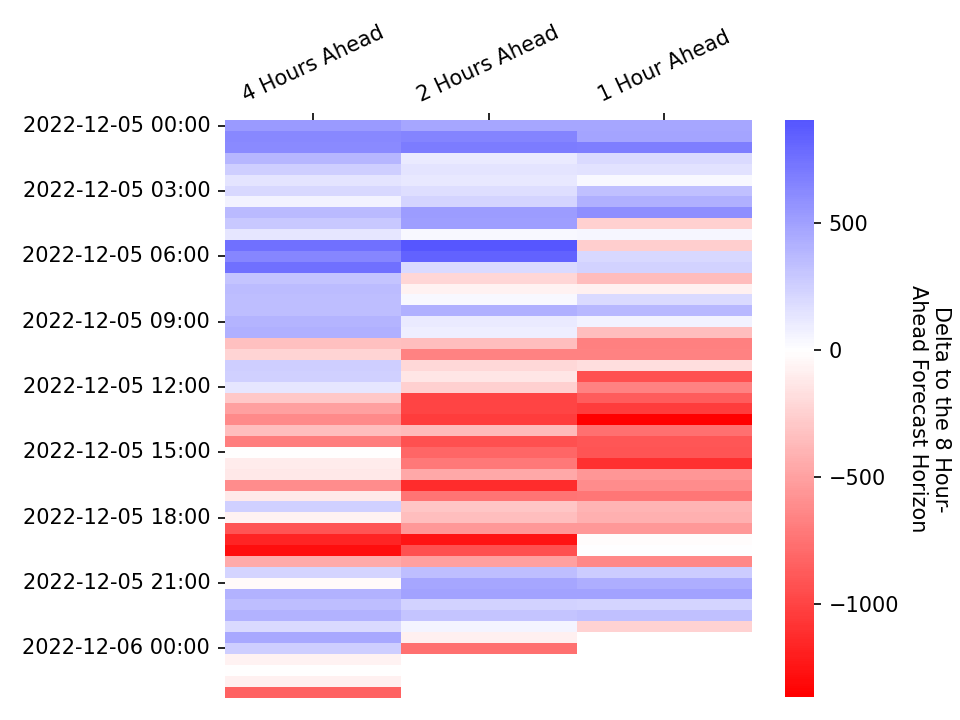 4 Hours Ahead
2 Hours Ahead
1 Hour Ahead
2022-12-05 00:00
2022-12-05 03:00
2022-12-05 06:00
2022-12-05 09:00
2022-12-05 12:00
2022-12-05 15:00
2022-12-05 18:00
2022-12-05 21:00
2022-12-06 00:00
500
0
−500
−1000
Delta to the 8 Hour-
Ahead Forecast Horizon